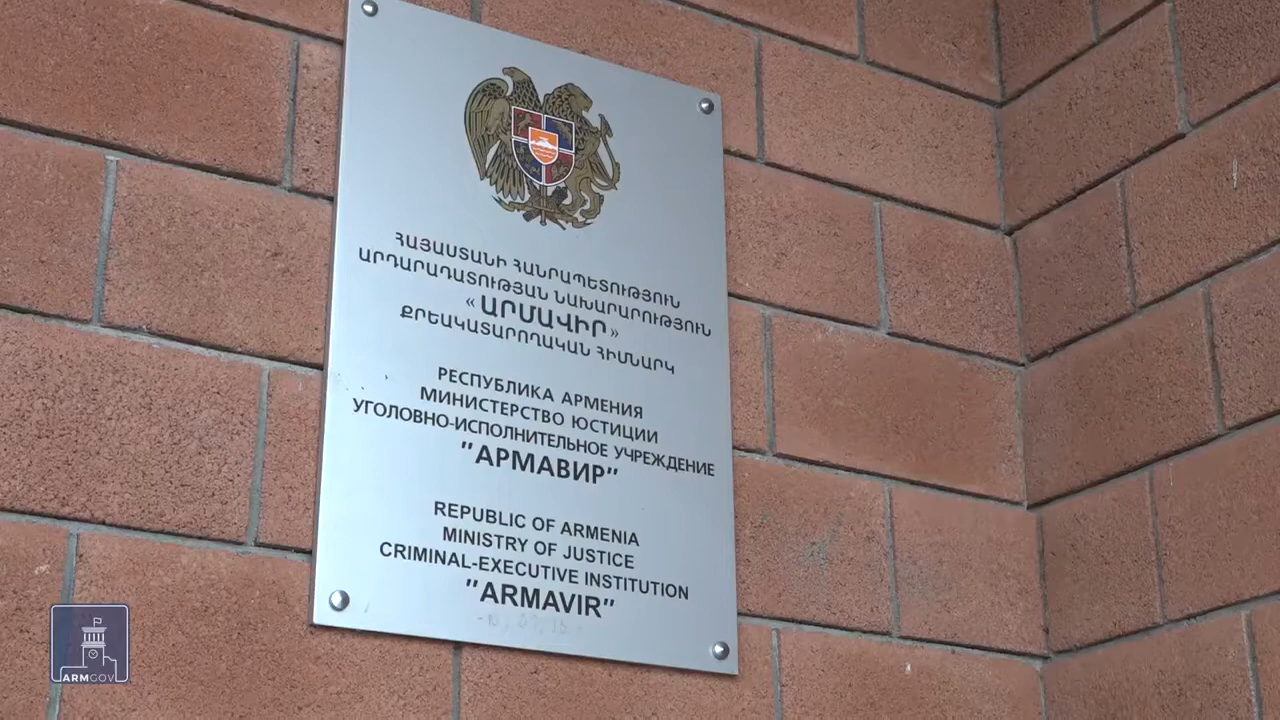 ՀԱՅԱՍՏԱՆԻ ՀԱՆՐԱՊԵՏՈՒԹՅՈՒՆ
ԱՐԴԱՐԱԴԱՏՈՒԹՅԱՆ ՆԱԽԱՐԱՐՈՒԹՅՈՒՆ
«ԱՐՄԱՎԻՐ»
ՔՐԵԱԿԱՏԱՐՈՂԱԿԱՆ ՀԻՄՆԱՐԿ
РЕСПУБЛИКА АРМЕНИЯ
МИНИСТЕРСТВО ЮСТИЦИИ
УГОЛОВНО-ИСПОЛНИТЕЛЬНОЕ УЧРЕЖДЕНИЕ
"АРМАВИР"
REPUBLIC OF ARMENIA
MINISTRY OF JUSTICE
CRIMINAL-EXECUTIVE INSTITUTION
"ARMAVIR"
ARMGOV